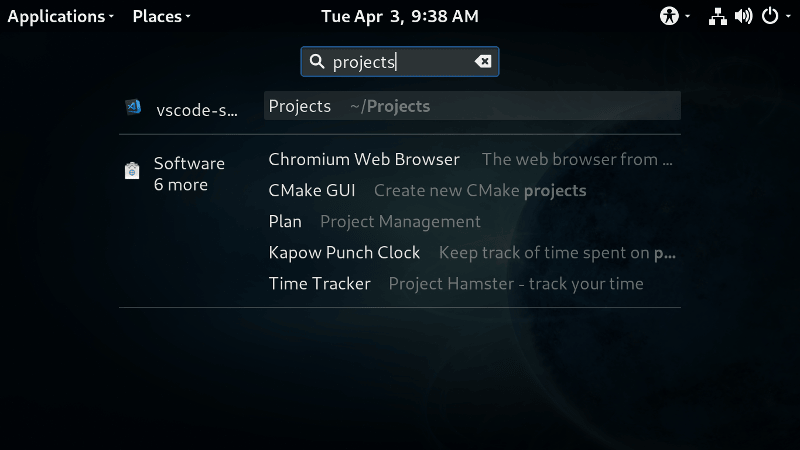 Applications Places Tue Apr 3, 9:38 AM
projects
vscode-s... Projects ~/Projects
Software Chromium Web Browser The web browser from ...
6 more CMake GUI Create new CMake projects
Plan Project Management
Kapow Punch Clock Keep track of time spent on p...
Time Tracker Project Hamster - track your time